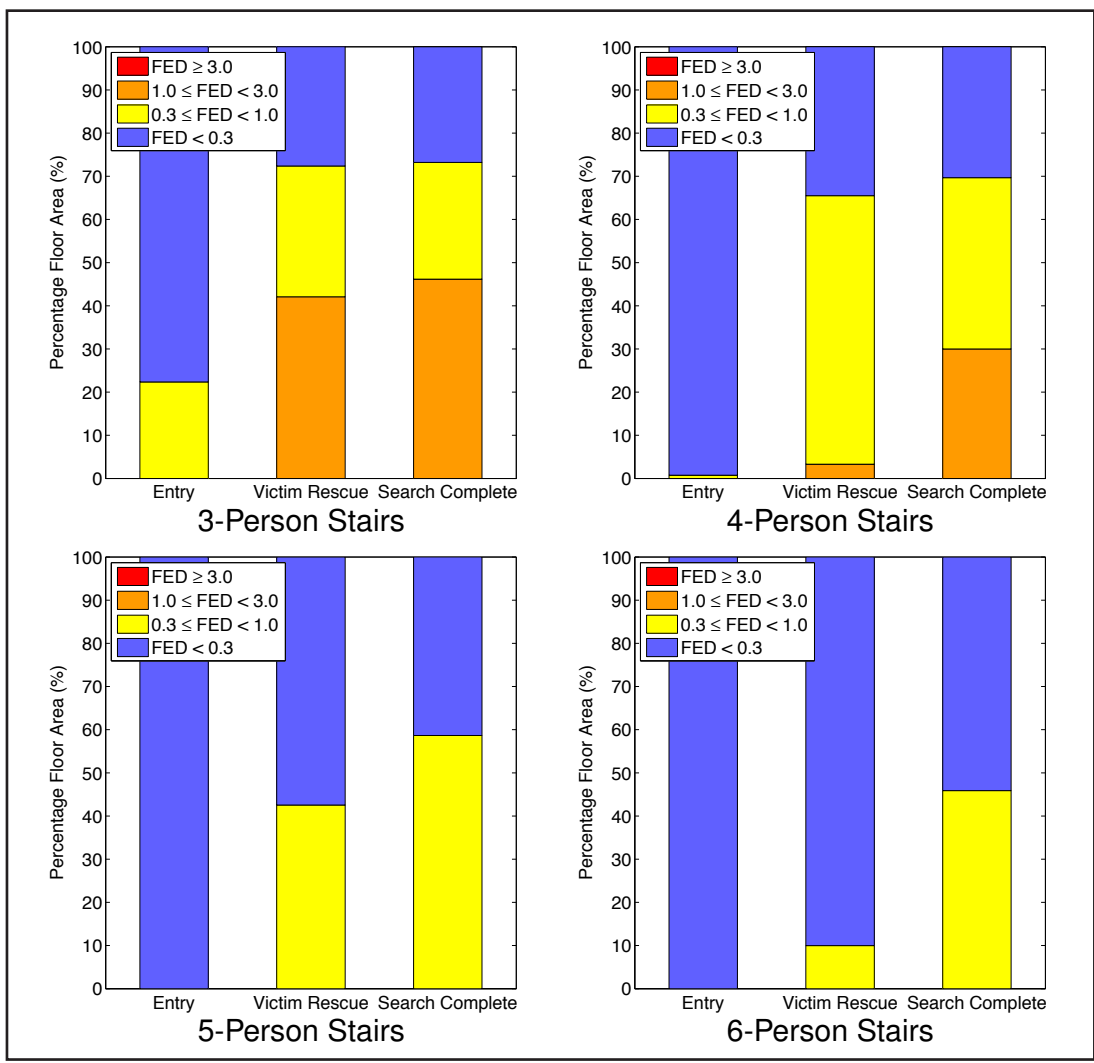 Percentage Floor Area (%)
100
90
80
70
60
50
40
30
20
10
0
FED ≥ 3.0
1.0 ≤ FED < 3.0
0.3 ≤ FED < 1.0
FED < 0.3
Entry Victim Rescue Search Complete
3-Person Stairs
Percentage Floor Area (%)
100
90
80
70
60
50
40
30
20
10
0
FED ≥ 3.0
1.0 ≤ FED < 3.0
0.3 ≤ FED < 1.0
FED < 0.3
Entry Victim Rescue Search Complete
4-Person Stairs
Percentage Floor Area (%)
100
90
80
70
60
50
40
30
20
10
0
FED ≥ 3.0
1.0 ≤ FED < 3.0
0.3 ≤ FED < 1.0
FED < 0.3
Entry Victim Rescue Search Complete
5-Person Stairs
Percentage Floor Area (%)
100
90
80
70
60
50
40
30
20
10
0
FED ≥ 3.0
1.0 ≤ FED < 3.0
0.3 ≤ FED < 1.0
FED < 0.3
Entry Victim Rescue Search Complete
6-Person Stairs